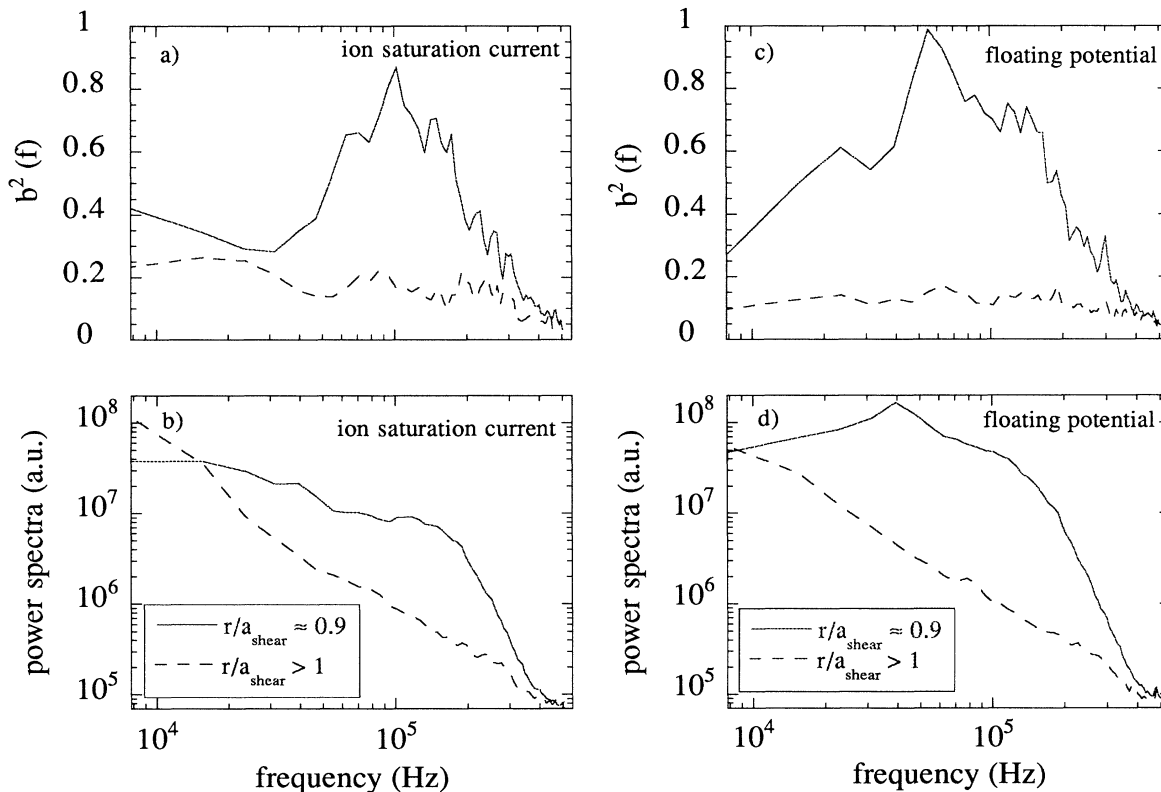 a)
ion saturation current
1
0.8
0.6
0.4
0.2
0
b² (f)
c)
floating potential
1
0.8
0.6
0.4
0.2
0
b² (f)
10⁴
10⁵
10⁴
10⁵
b)
ion saturation current
10⁸
10⁷
10⁶
10⁵
power spectra (a.u.)
r/a_shear ≈ 0.9
r/a_shear > 1
10⁴
10⁵
frequency (Hz)
d)
floating potential
10⁸
10⁷
10⁶
10⁵
power spectra (a.u.)
r/a_shear ≈ 0.9
r/a_shear > 1
10⁴
10⁵
frequency (Hz)